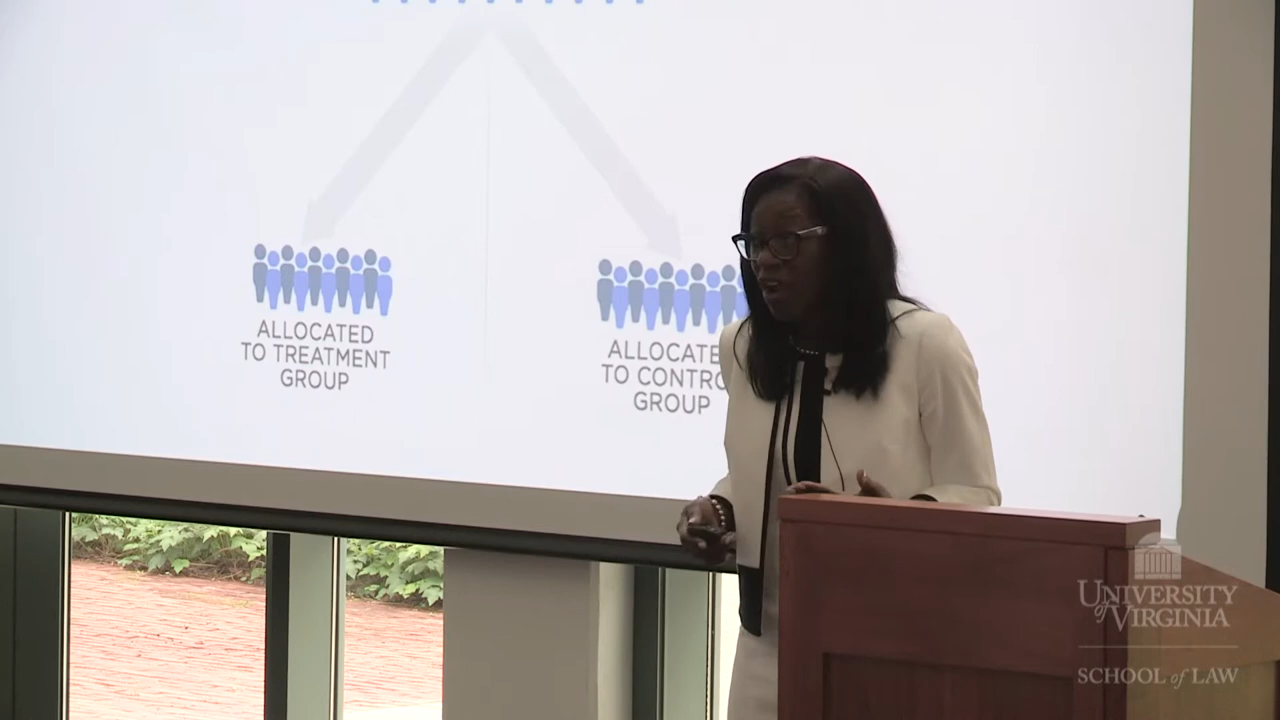 ALLOCATED
TO TREATMENT
GROUP
ALLOCATE
TO CONTRO
GROUP
UNIVERSITY
of VIRGINIA
SCHOOL of LAW